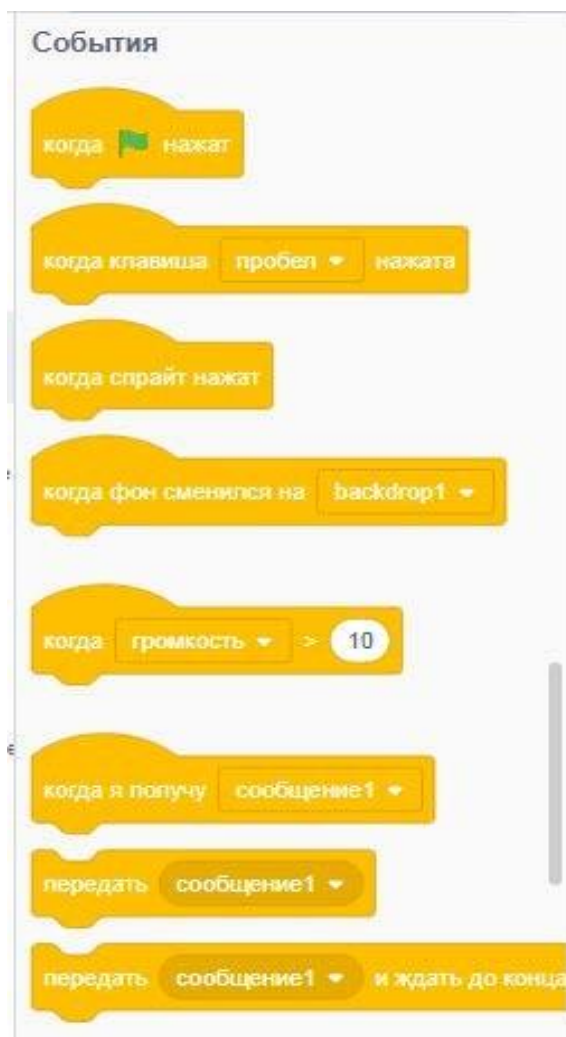 События
когда нажат
когда клавиша пробел нажата
когда спрайт нажат
когда фон сменился на backdrop1
когда громкость > 10
когда я получу сообщение1
передать сообщение1
передать сообщение1 и ждать до конца